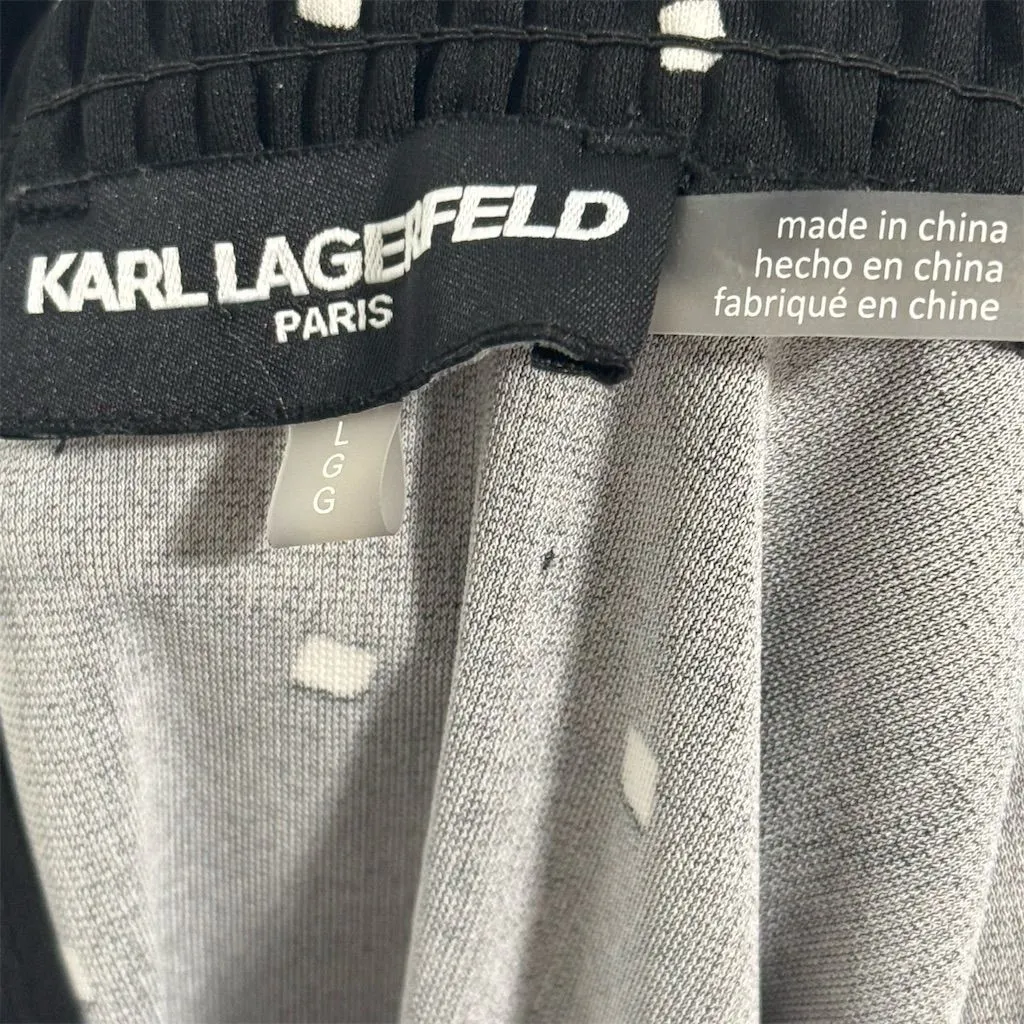 KARL LAGERFELD
PARIS
made in china
hecho en china
fabriqué en chine
L
G
G